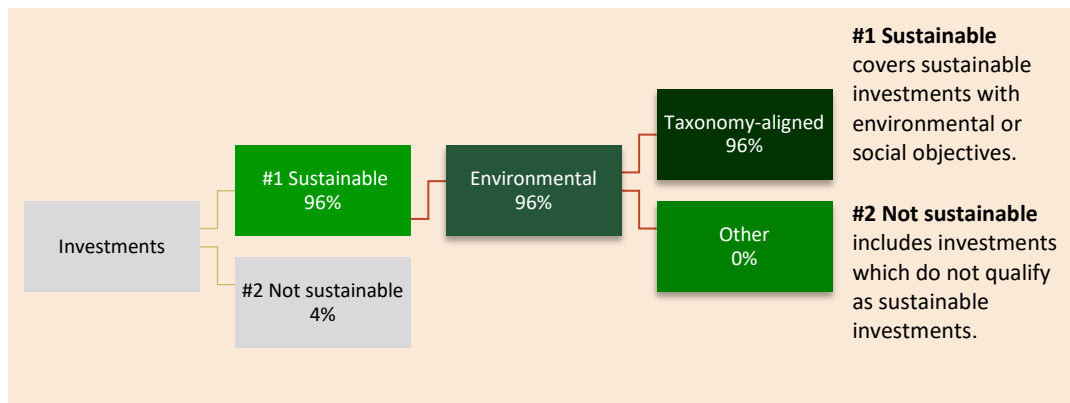 Investments
#1 Sustainable
96%
#2 Not sustainable
4%
Environmental
96%
Taxonomy-aligned
96%
Other
0%
#1 Sustainable
covers sustainable
investments with
environmental or
social objectives.
#2 Not sustainable
includes investments
which do not qualify
as sustainable
investments.